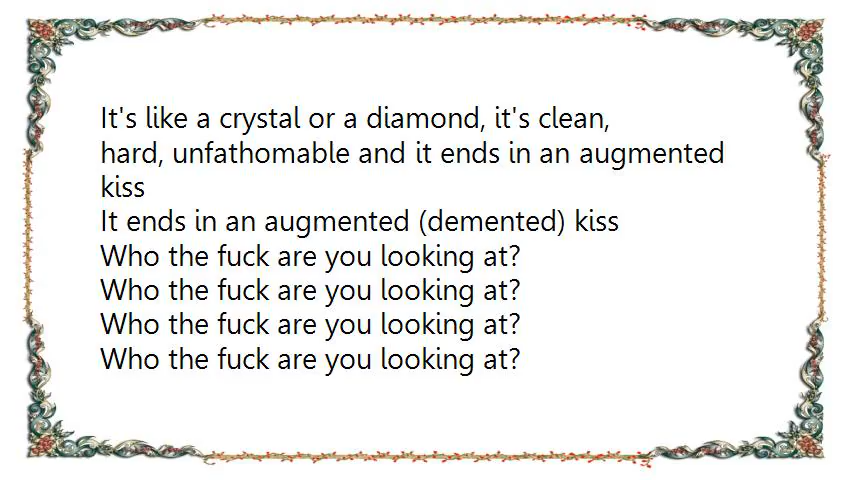 It's like a crystal or a diamond, it's clean,
hard, unfathomable and it ends in an augmented
kiss
It ends in an augmented (demented) kiss
Who the fuck are you looking at?
Who the fuck are you looking at?
Who the fuck are you looking at?
Who the fuck are you looking at?